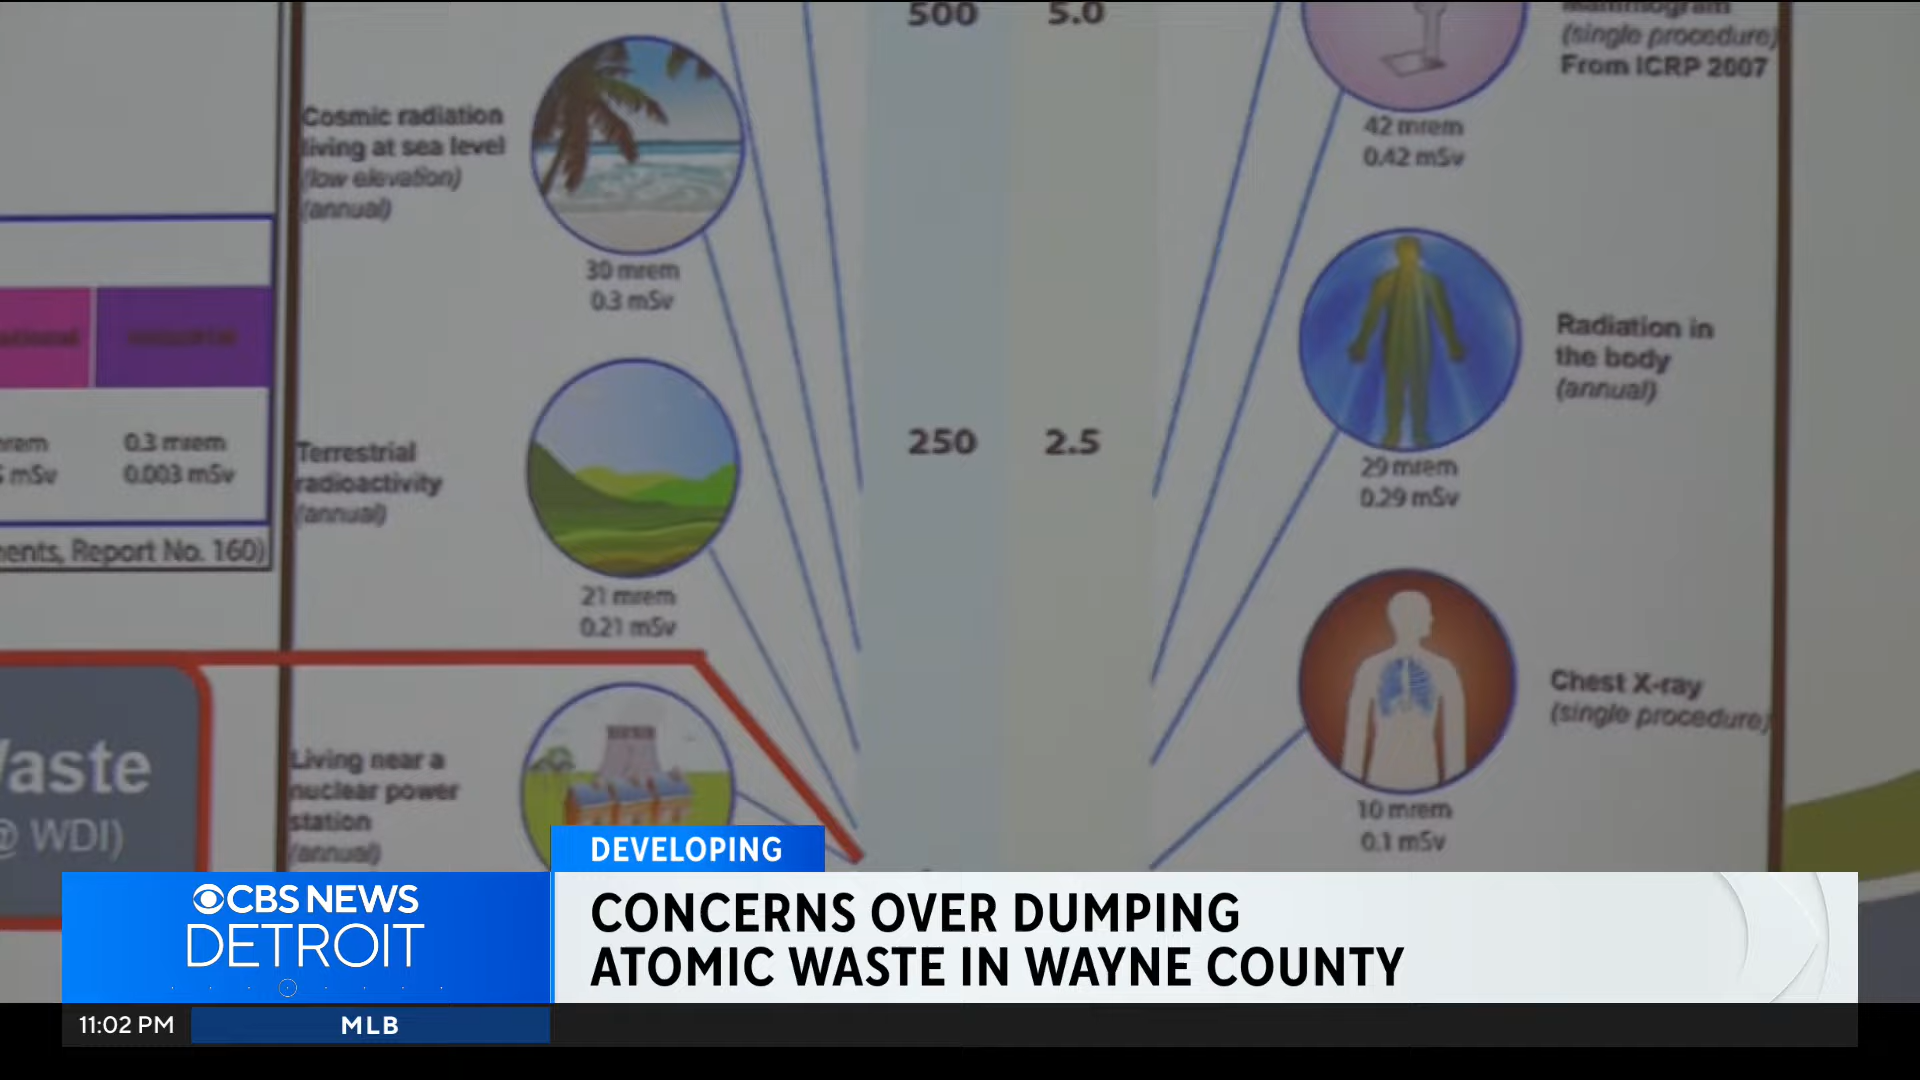 500 5.0
(single procedure)
From ICRP 2007
42 mrem
0.42 mSv
Cosmic radiation
living at sea level
(low elevation)
(annual)
30 mrem
0.3 mSv
250 2.5
Radiation in
the body
(annual)
29 mrem
0.29 mSv
0.3 mrem
mSv 0.003 mSv
Report No. 160)
Terrestrial
radioactivity
(annual)
21 mrem
0.21 mSv
Chest X-ray
(single procedure)
10 mrem
0.1 mSv
Waste
@ WDI)
Living near a
nuclear power
station
(annual)
DEVELOPING
CBS NEWS
DETROIT
CONCERNS OVER DUMPING
ATOMIC WASTE IN WAYNE COUNTY
11:02 PM MLB